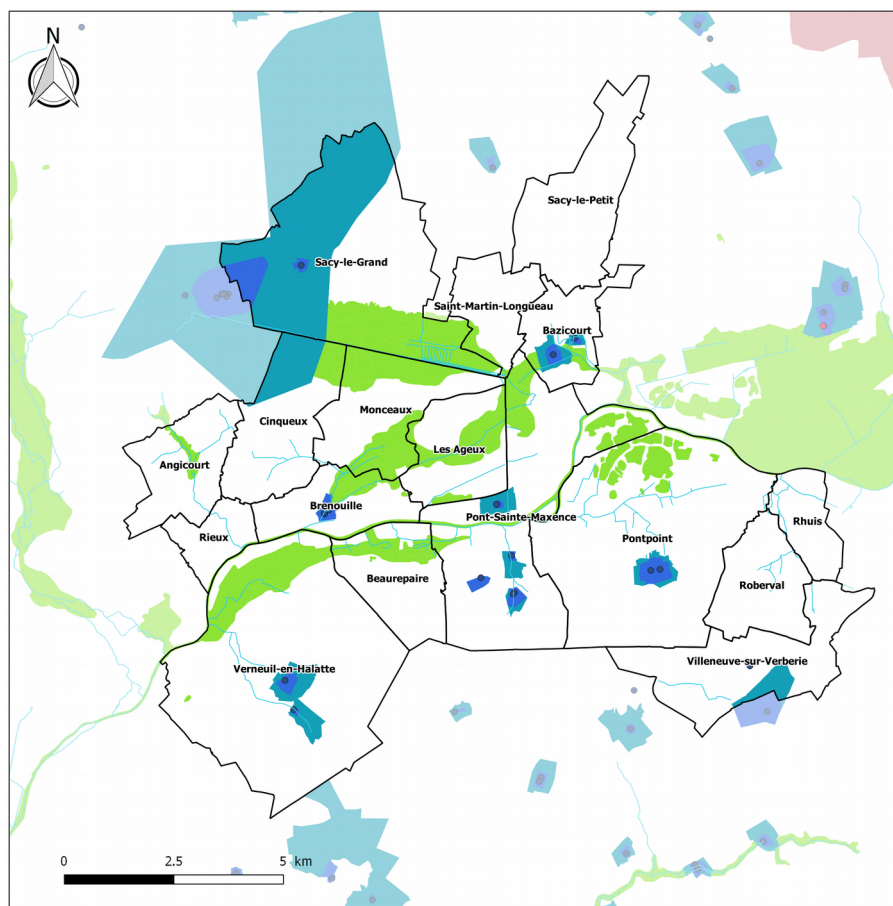 N
Sacy-le-Petit
Sacy-le-Grand
Saint-Martin-Longueau
Bazicourt
Monceaux
Cinqueux
Les Ageux
Angicourt
Brenouille
Pont-Sainte-Maxence
Rhuis
Rieux
Pontpoint
Beaurepaire
Roberval
Villeneuve-sur-Verberie
Verneuil-en-Halatte
0 2.5 5 km